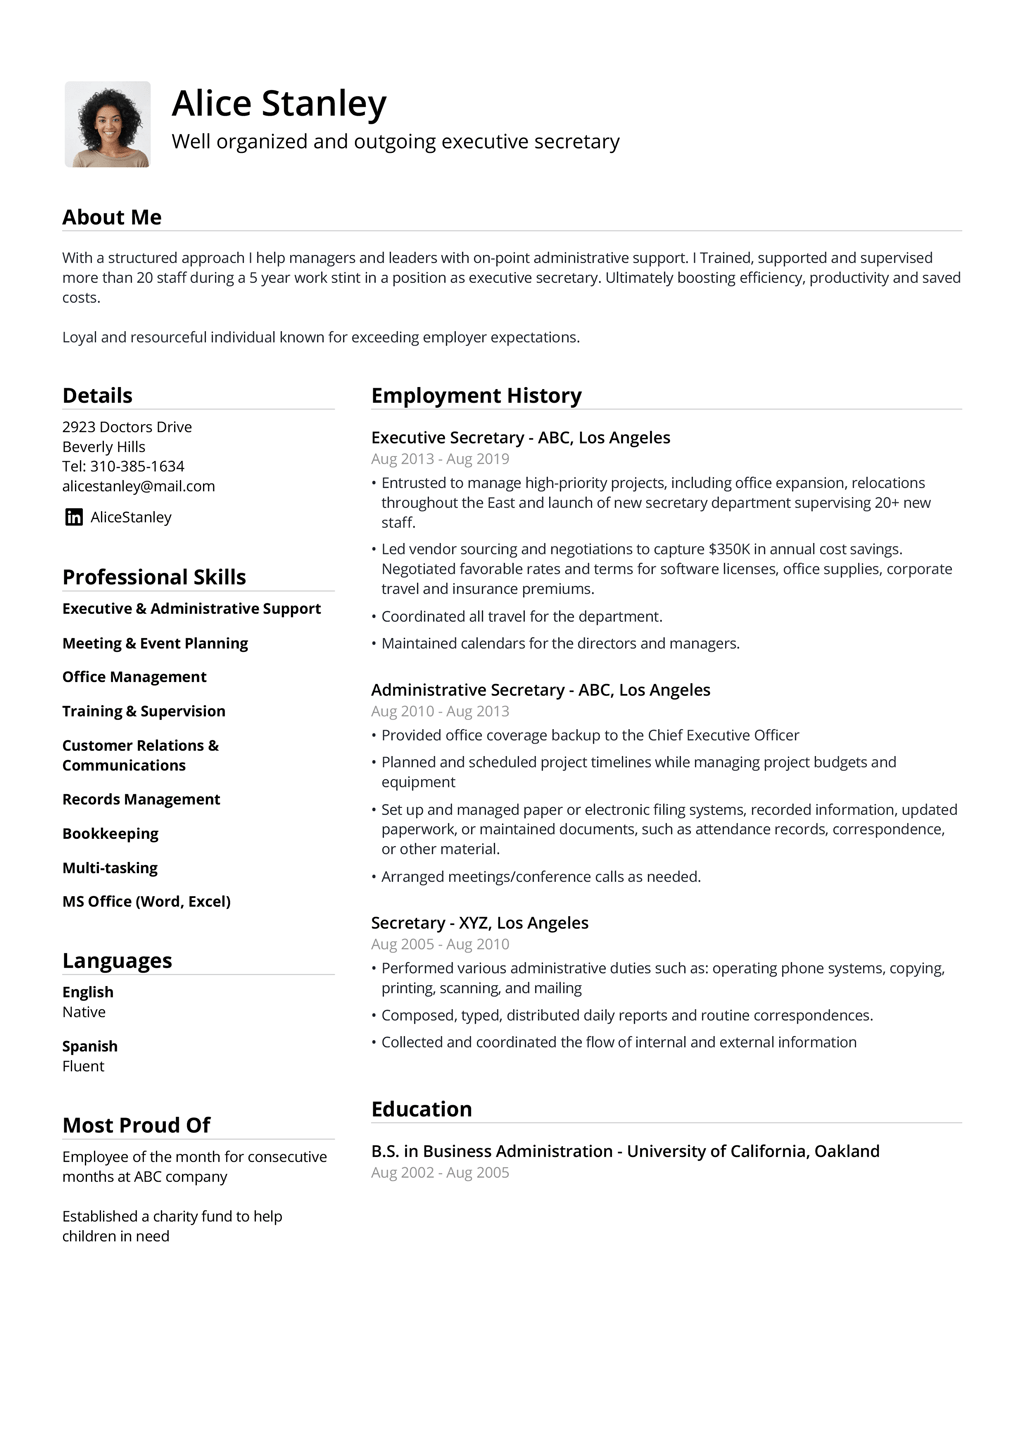 Alice Stanley
Well organized and outgoing executive secretary
About Me
With a structured approach I help managers and leaders with on-point administrative support. I Trained, supported and supervised
more than 20 staff during a 5 year work stint in a position as executive secretary. Ultimately boosting efficiency, productivity and saved
costs.
Loyal and resourceful individual known for exceeding employer expectations.
Details
2923 Doctors Drive
Beverly Hills
Tel: 310-385-1634
alicestanley@mail.com
in AliceStanley
Professional Skills
Executive & Administrative Support
Meeting & Event Planning
Office Management
Training & Supervision
Customer Relations &
Communications
Records Management
Bookkeeping
Multi-tasking
MS Office (Word, Excel)
Languages
English
Native
Spanish
Fluent
Most Proud Of
Employee of the month for consecutive
months at ABC company
Established a charity fund to help
children in need
Employment History
Executive Secretary - ABC, Los Angeles
Aug 2013 - Aug 2019
• Entrusted to manage high-priority projects, including office expansion, relocations
throughout the East and launch of new secretary department supervising 20+ new
staff.
• Led vendor sourcing and negotiations to capture $350K in annual cost savings.
Negotiated favorable rates and terms for software licenses, office supplies, corporate
travel and insurance premiums.
• Coordinated all travel for the department.
• Maintained calendars for the directors and managers.
Administrative Secretary - ABC, Los Angeles
Aug 2010 - Aug 2013
• Provided office coverage backup to the Chief Executive Officer
• Planned and scheduled project timelines while managing project budgets and
equipment
• Set up and managed paper or electronic filing systems, recorded information, updated
paperwork, or maintained documents, such as attendance records, correspondence,
or other material.
• Arranged meetings/conference calls as needed.
Secretary - XYZ, Los Angeles
Aug 2005 - Aug 2010
• Performed various administrative duties such as: operating phone systems, copying,
printing, scanning, and mailing
• Composed, typed, distributed daily reports and routine correspondences.
• Collected and coordinated the flow of internal and external information
Education
B.S. in Business Administration - University of California, Oakland
Aug 2002 - Aug 2005